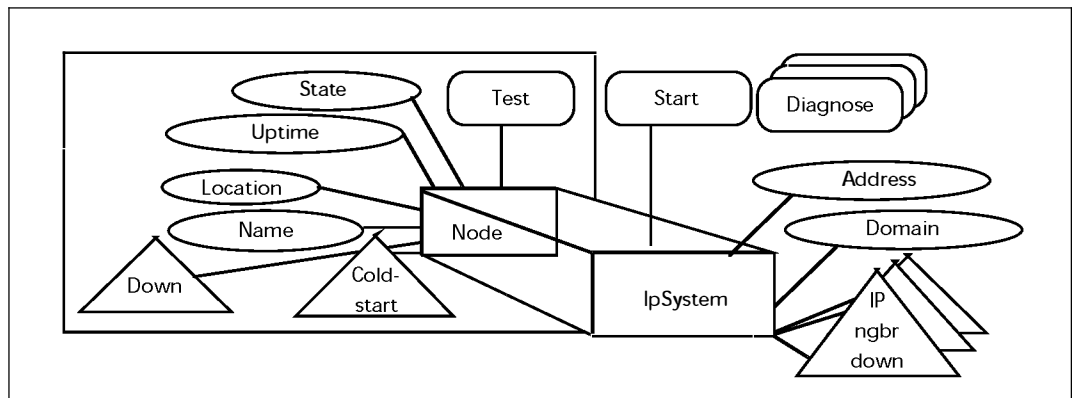 State
Test
Start
Diagnose
Uptime
Location
Address
Name
Node
Domain
Down
Cold-
start
IpSystem
IP
ngbr
down